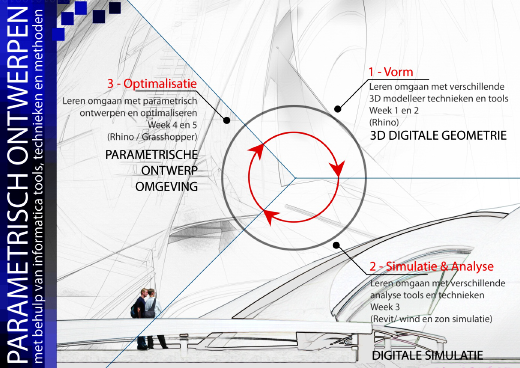 PARAMETRISCH ONTWERPEN
met behulp van informatica tools, technieken en methoden
1 - Vorm
Leren omgaan met verschillende
3D modelleer technieken en tools
Week 1 en 2
(Rhino)
3D DIGITALE GEOMETRIE
2 - Simulatie & Analyse
Leren omgaan met verschillende
analyse tools en technieken
Week 3
(Revit/ wind en zon simulatie)
DIGITALE SIMULATIE
3 - Optimalisatie
Leren omgaan met parametrisch
ontwerpen en optimaliseren
Week 4 en 5
(Rhino / Grasshopper)
PARAMETRISCHE
ONTWERP
OMGEVING